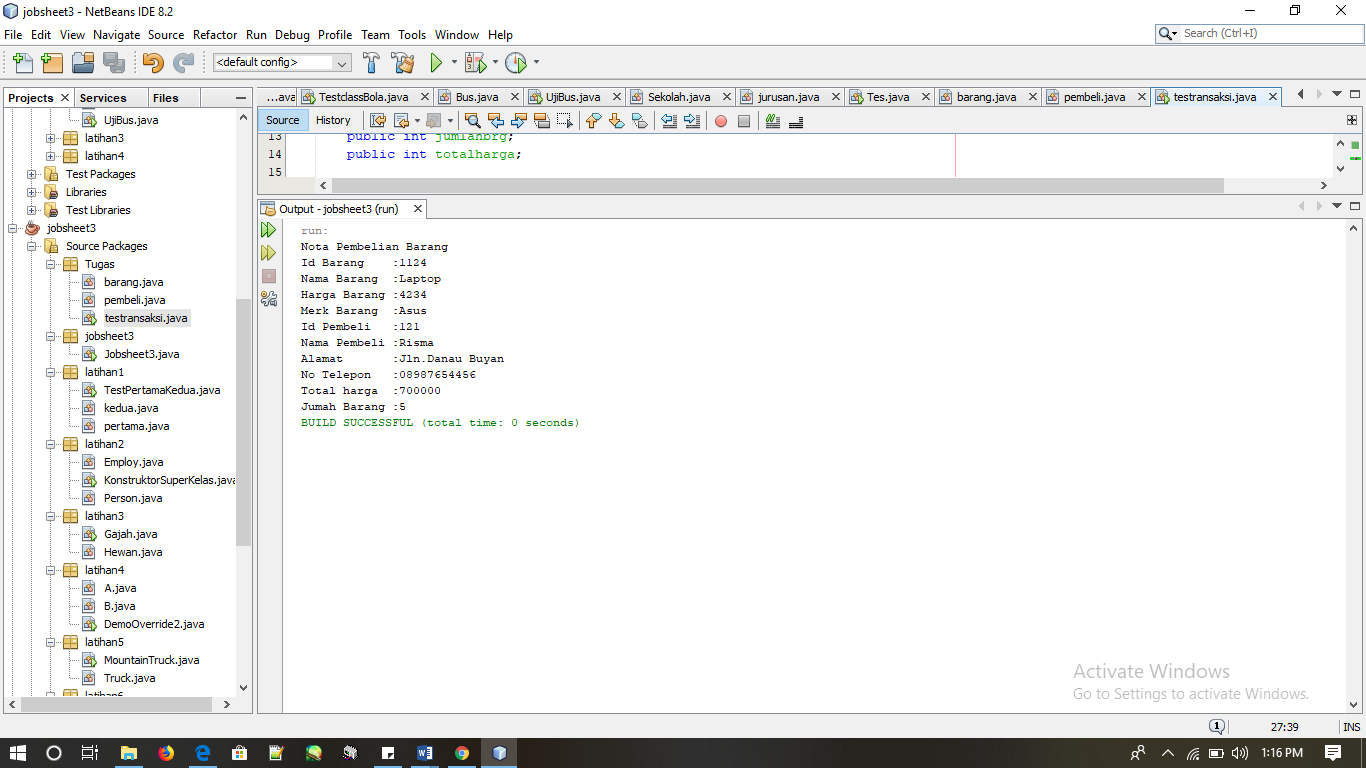 jobsheet3 - NetBeans IDE 8.2
File Edit View Navigate Source Refactor Run Debug Profile Team Tools Window Help
Search (Ctrl+I)
<default config>
Projects Services Files
...ava TestclassBola.java Bus.java UjiBus.java Sekolah.java jurusan.java Tes.java barang.java pembeli.java testransaksi.java
Source History
UjiBus.java
latihan3
latihan4
Test Packages
Libraries
Test Libraries
jobsheet3
Source Packages
Tugas
barang.java
pembeli.java
testransaksi.java
jobsheet3
Jobsheet3.java
latihan1
TestPertamaKedua.java
kedua.java
pertama.java
latihan2
Employ.java
KonstruktorSuperKelas.java
Person.java
latihan3
Gajah.java
Hewan.java
latihan4
A.java
B.java
DemoOverride2.java
latihan5
MountainTruck.java
Truck.java
latihan6
13 public int jumlahbrg;
14 public int totalharga;
15
Output - jobsheet3 (run)
run:
Nota Pembelian Barang
Id Barang :1124
Nama Barang :Laptop
Harga Barang :4234
Merk Barang :Asus
Id Pembeli :121
Nama Pembeli :Risma
Alamat :Jln.Danau Buyan
No Telepon :08987654456
Total harga :700000
Jumah Barang :5
BUILD SUCCESSFUL (total time: 0 seconds)
Activate Windows
Go to Settings to activate Windows.
1 27:39 INS
1:16 PM